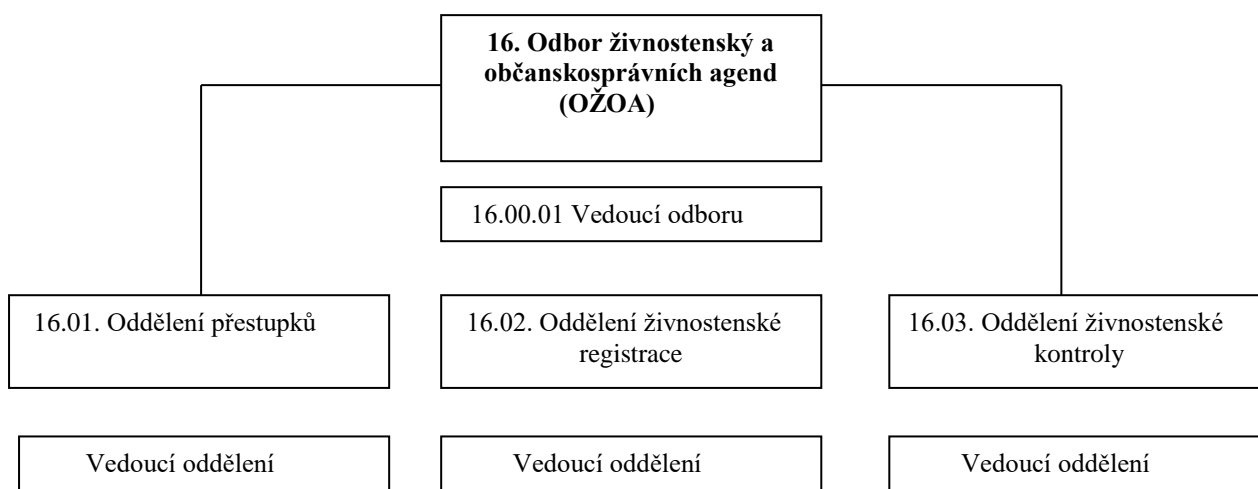 16. Odbor živnostenský a
občanskosprávních agend
(OŽOA)
16.00.01 Vedoucí odboru
16.01. Oddělení přestupků
16.02. Oddělení živnostenské
registrace
16.03. Oddělení živnostenské
kontroly
Vedoucí oddělení
Vedoucí oddělení
Vedoucí oddělení